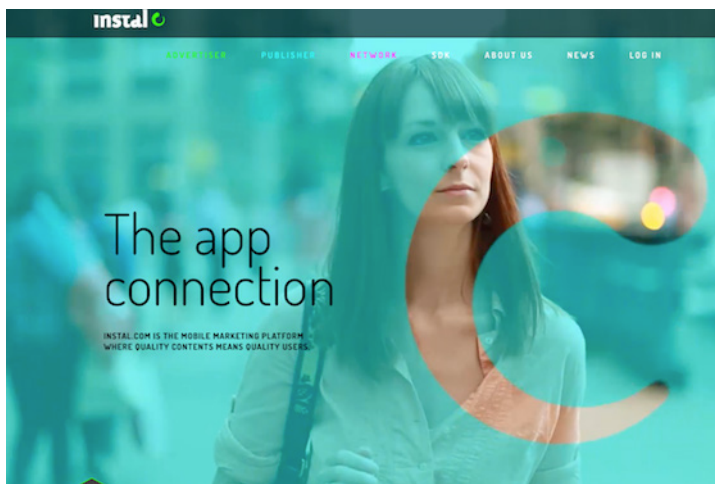 instal
ADVERTISER PUBLISHER NETWORK SDK ABOUT US NEWS LOG IN
The app
connection
INSTAL.COM IS THE MOBILE MARKETING PLATFORM
WHERE QUALITY CONTENTS MEANS QUALITY USERS.